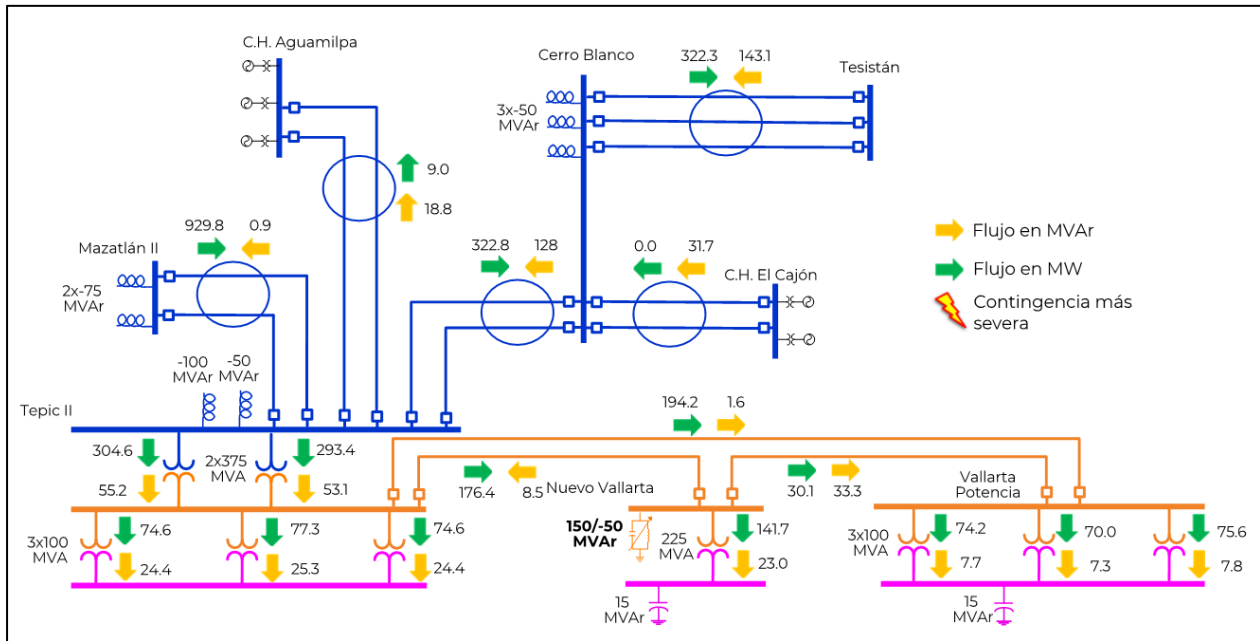 C.H. Aguamilpa
Cerro Blanco
322.3
143.1
Tesistán
3x-50
MVAr
9.0
18.8
929.8
0.9
Mazatlán II
2x-75
MVAr
322.8
128
0.0
31.7
C.H. El Cajón
Flujo en MVAr
Flujo en MW
Contingencia más
severa
-100
MVAr
-50
MVAr
Tepic II
194.2
1.6
304.6
2x375
MVA
293.4
55.2
53.1
176.4
8.5
Nuevo Vallarta
30.1
33.3
Vallarta
Potencia
3x100
MVA
74.6
24.4
77.3
25.3
74.6
24.4
150/-50
MVAr
225
MVA
141.7
23.0
15
MVAr
3x100
MVA
74.2
7.7
70.0
7.3
75.6
7.8
15
MVAr